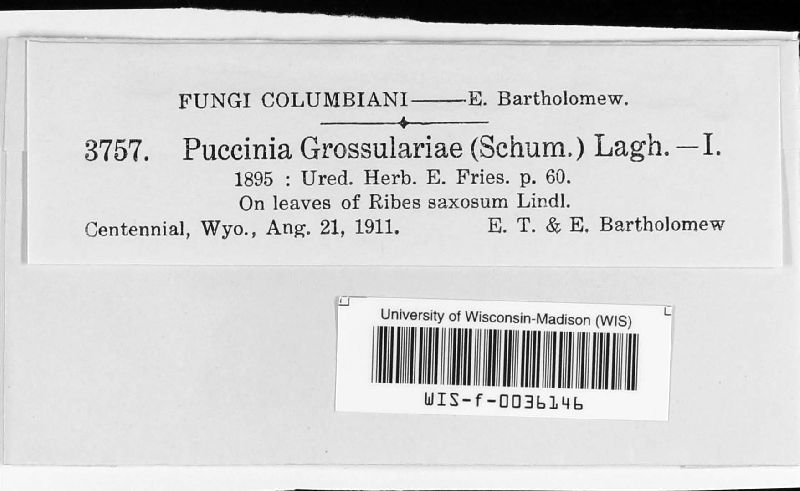 FUNGI COLUMBIANI——E. Bartholomew.
3757. Puccinia Grossulariae (Schum.) Lagh. —I.
1895 : Ured. Herb. E. Fries. p. 60.
On leaves of Ribes saxosum Lindl.
Centennial, Wyo., Ang. 21, 1911. E. T. & E. Bartholomew
University of Wisconsin-Madison (WIS)
WIS-f-0036146